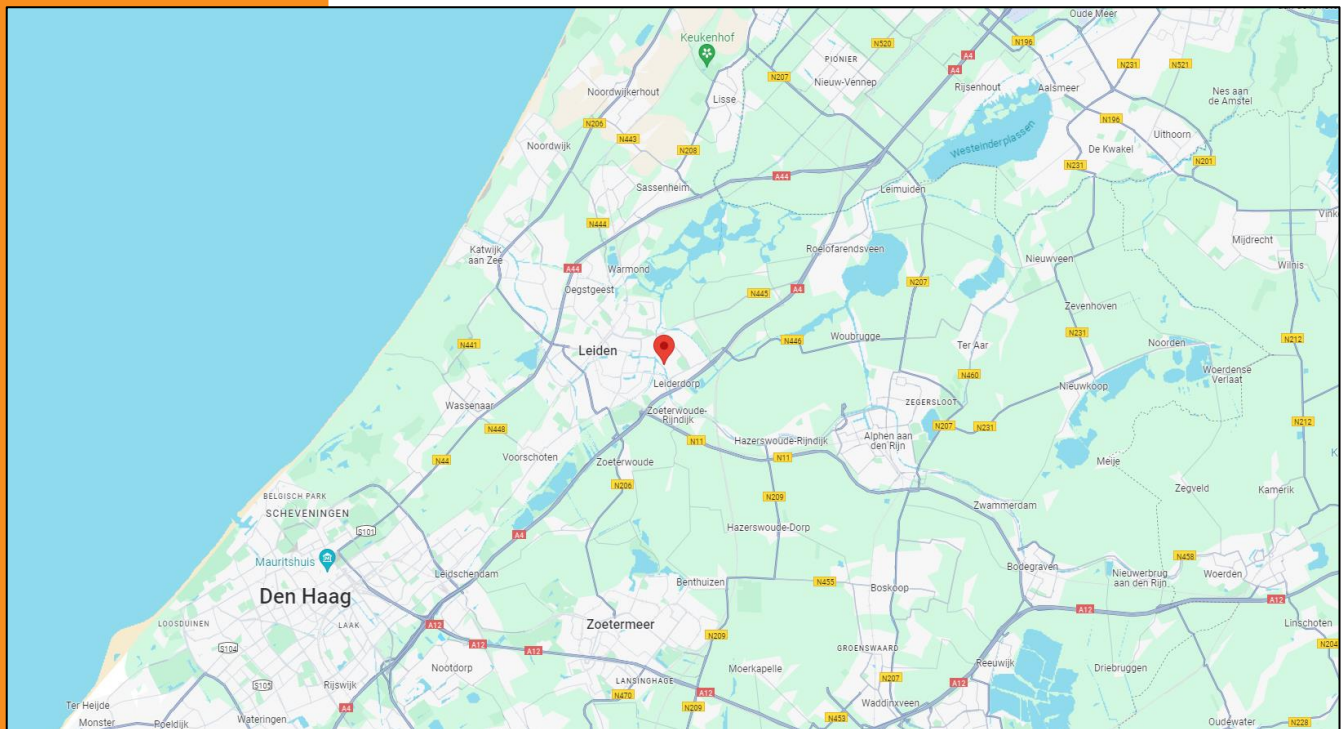 Oude Meer
Keukenhof
N520
A4
N196
N231
N521
PIONIER
Nieuw-Vennep
A4
N207
Rijsenhout
Aalsmeer
Nes aan
de Amstel
Noordwijkerhout
Lisse
N206
N443
N196
Uithoorn
Noordwijk
N208
Westeinderplassen
De Kwakel
N231
N201
Sassenheim
A44
Leimuiden
N444
Mijdrecht
Katwijk
aan Zee
Roelofarendsveen
Nieuwveen
Wilnis
A44
Warmond
Oegstgeest
N445
A4
N207
Zevenhoven
N441
Leiden
N446
Woubrugge
Ter Aar
N231
Noorden
N212
Leiderdorp
N460
Nieuwkoop
Woerdense
Verlaat
Wassenaar
Zoeterwoude-
Rijndijk
ZEGERSLOOT
N448
N207
N231
N212
N11
Hazerswoude-Rijndijk
Alphen aan
den Rijn
N44
Voorschoten
Zoeterwoude
N11
Meije
N206
N209
Zegveld
Kamerik
BELGISCH PARK
SCHEVENINGEN
Zwammerdam
S101
A4
Hazerswoude-Dorp
Mauritshuis
Leidschendam
Benthuizen
N455
Boskoop
Bodegraven
N458
Nieuwerbrug
aan den Rijn
Woerden
Den Haag
A12
A12
LOOSDUINEN
LAAK
A12
Zoetermeer
N209
Linschoten
S104
A12
A12
GROENSWAARD
N204
Nootdorp
Moerkapelle
Reeuwijk
Driebruggen
S105
Rijswijk
LANSINGHAGE
N470
A12
N207
A12
Ter Heijde
A4
N209
Waddinxveen
Monster
Poeldijk
Wateringen
N453
Oudewater
N228